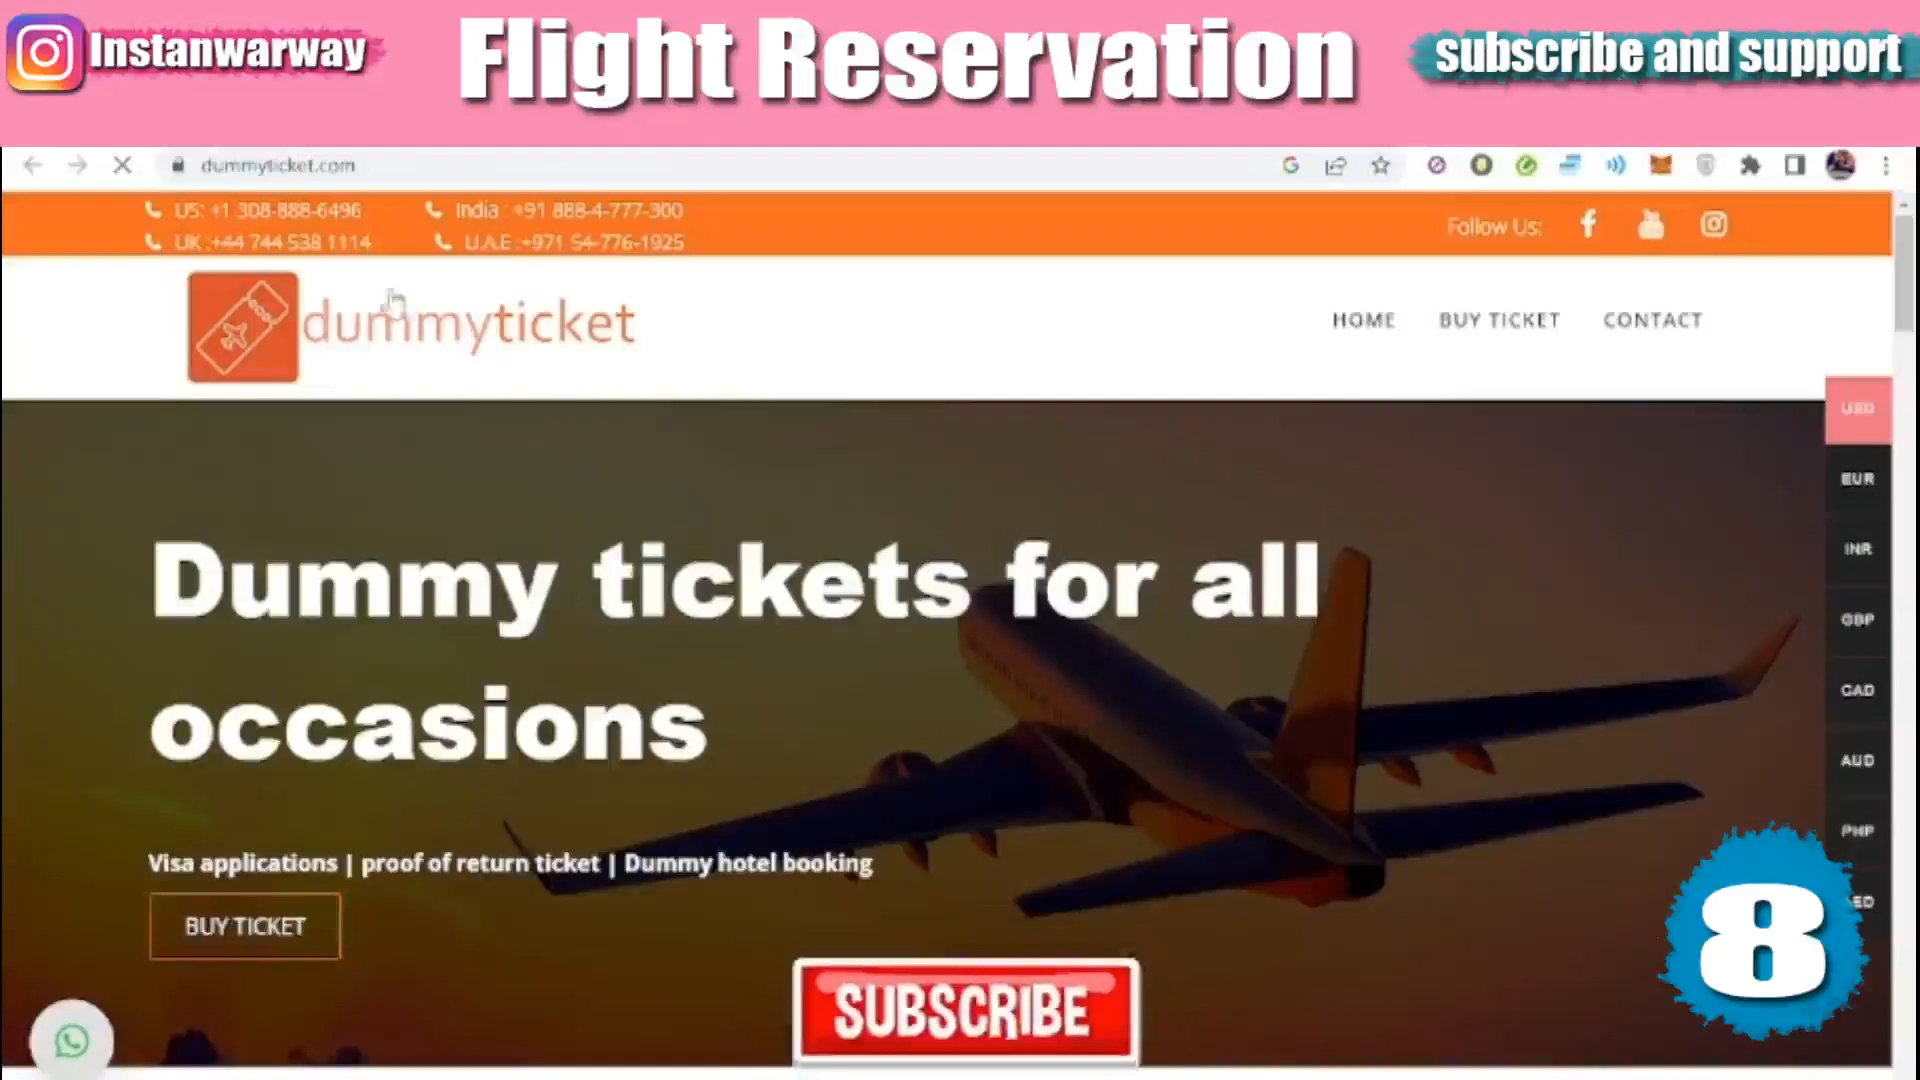 Instanwarway
Flight Reservation
subscribe and support
dummyticket.com
US: +1 308-888-6496
India : +91 888-4-777-300
UK :+44 744 538 1114
U.A.E :+971 54-776-1925
Follow Us:
dummyticket
HOME
BUY TICKET
CONTACT
USD
EUR
INR
GBP
CAD
AUD
PHP
Dummy tickets for all
occasions
Visa applications | proof of return ticket | Dummy hotel booking
BUY TICKET
SUBSCRIBE
8